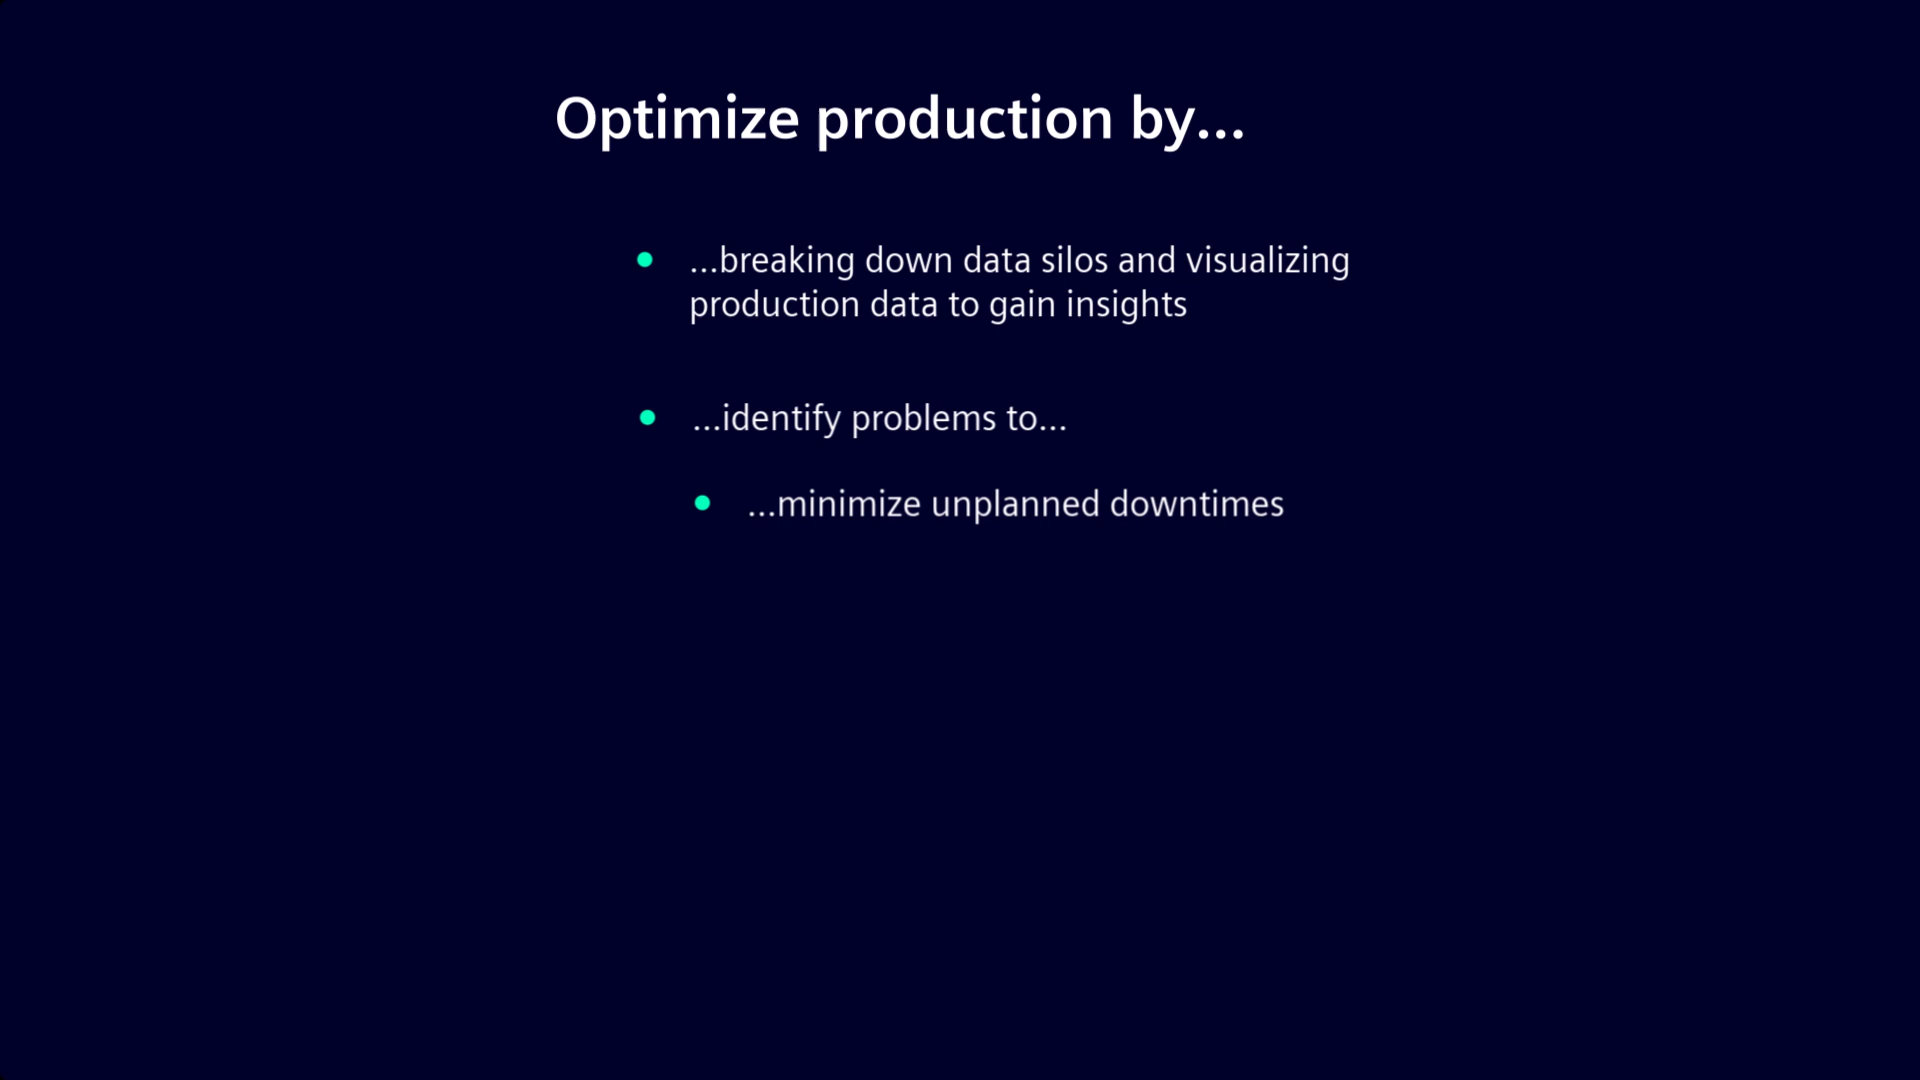 Optimize production by...
...breaking down data silos and visualizing
production data to gain insights
...identify problems to...
...minimize unplanned downtimes